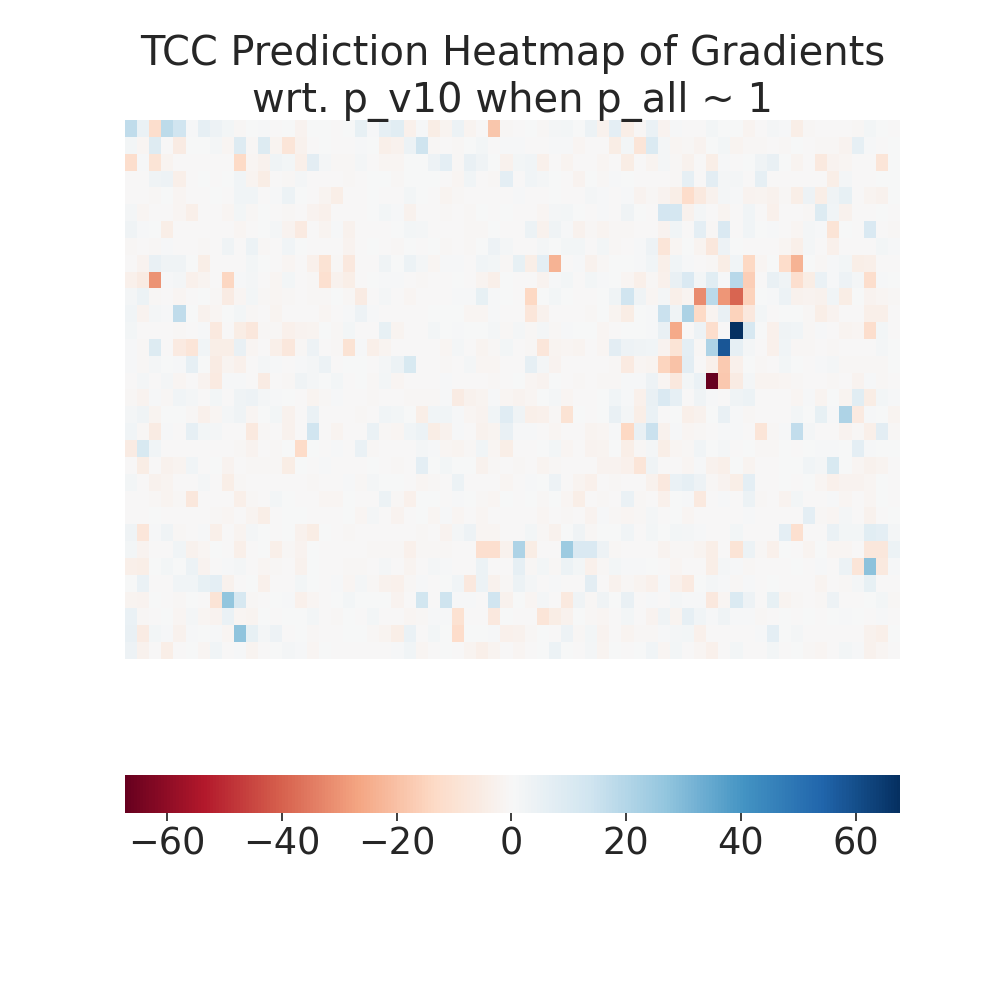 TCC Prediction Heatmap of Gradients
wrt. p_v10 when p_all ~ 1
−60 −40 −20 0 20 40 60